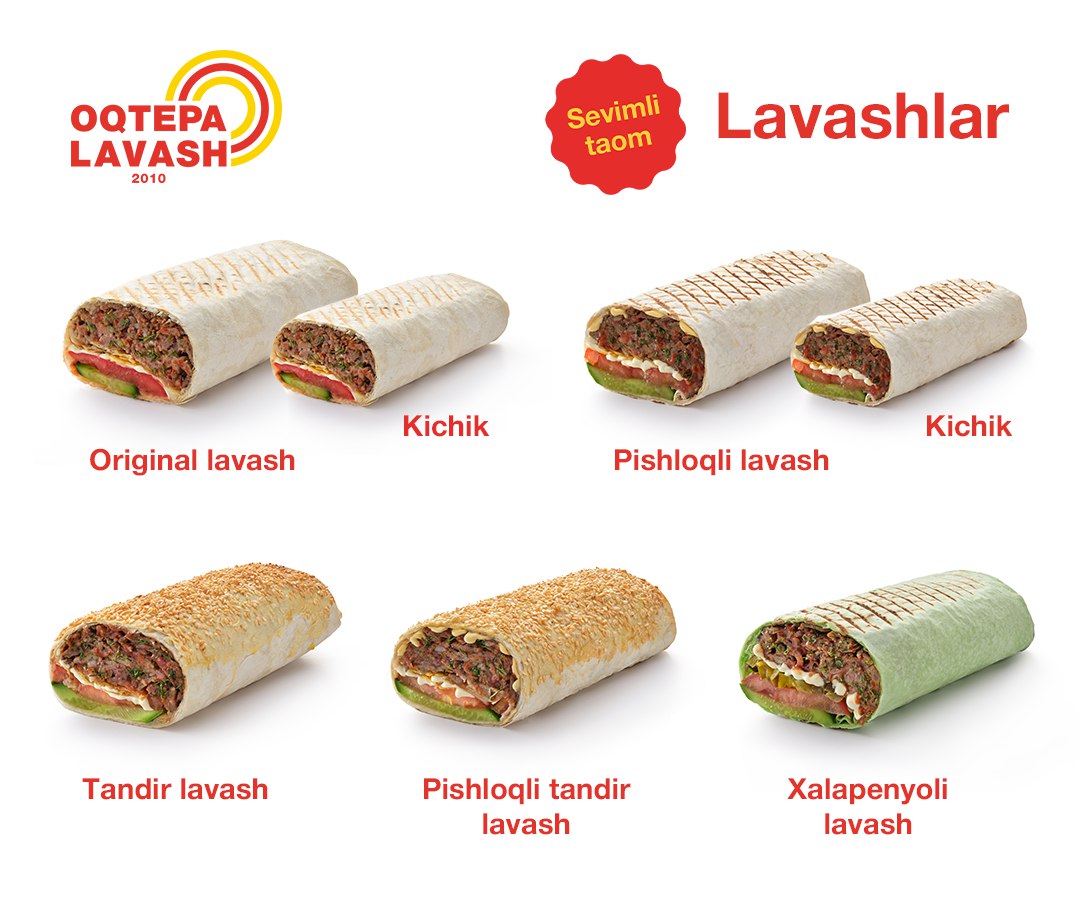 OQTEPA
LAVASH
2010
Sevimli
taom
Lavashlar
Kichik
Original lavash
Kichik
Pishloqli lavash
Tandir lavash
Pishloqli tandir
lavash
Xalapenyoli
lavash